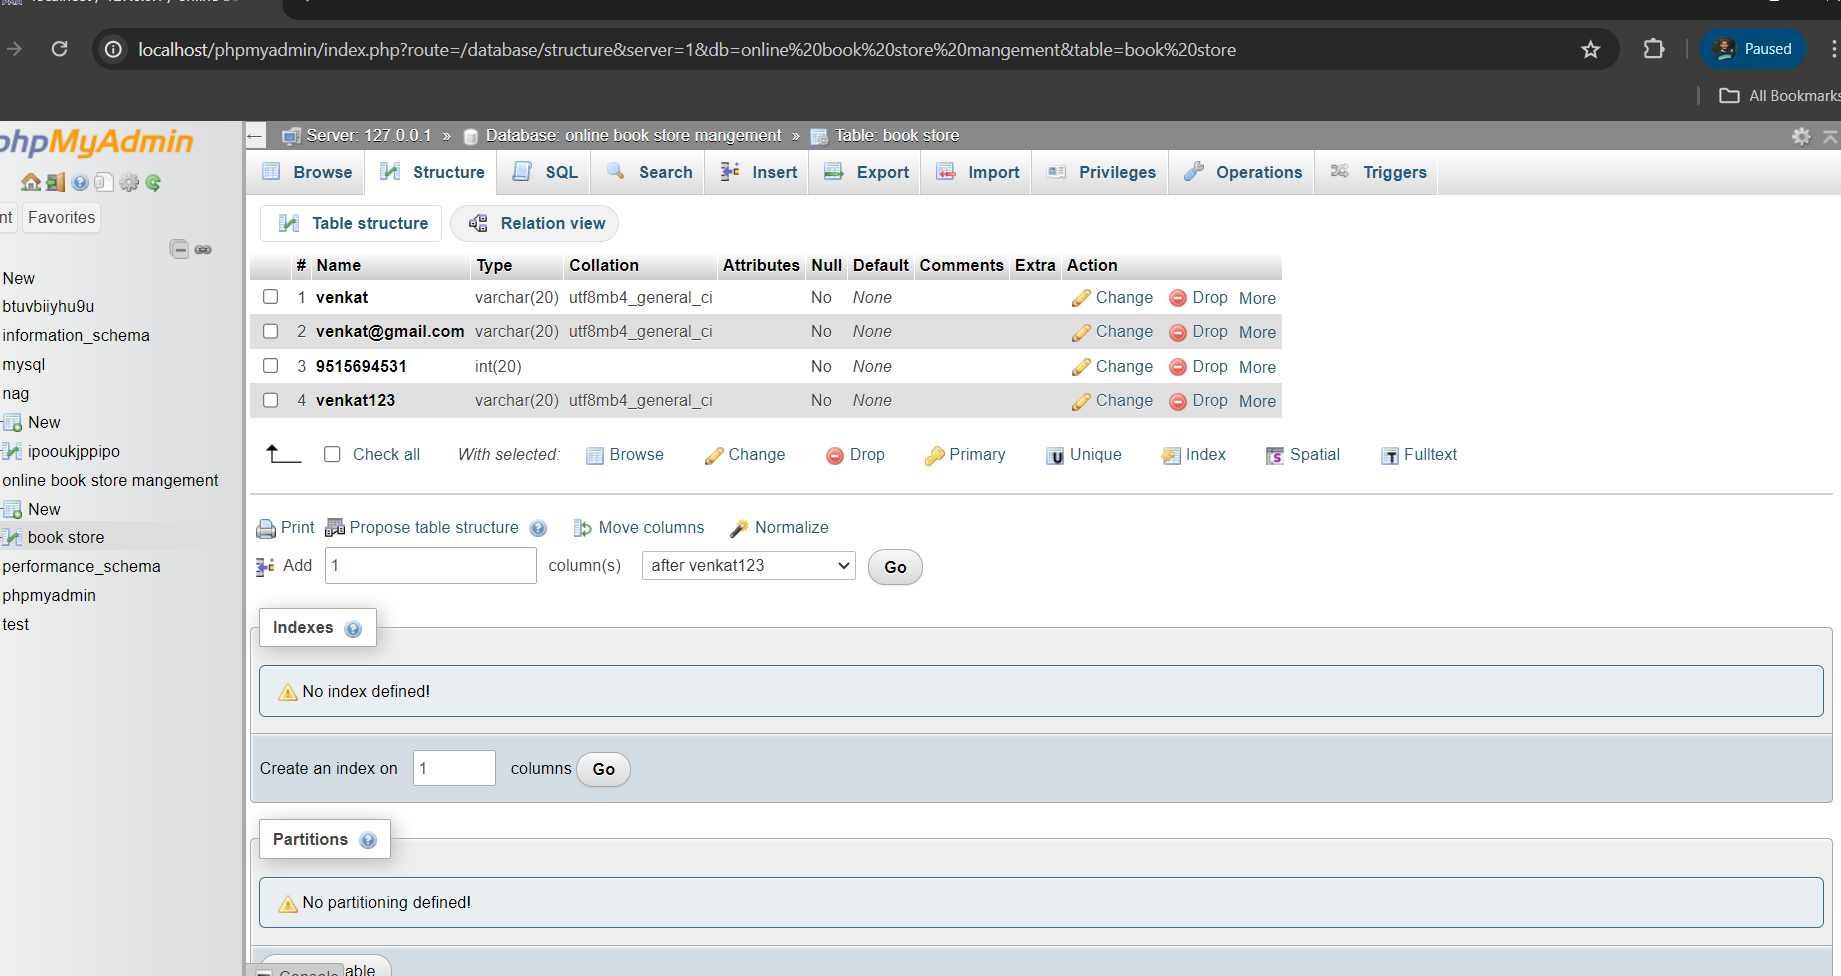 localhost/phpmyadmin/index.php?route=/database/structure&server=1&db=online%20book%20store%20mangement&table=book%20store
Paused
All Bookmarks
phpMyAdmin
nt Favorites
New
btuvbiiyhu9u
information_schema
mysql
nag
New
ipooukjppipo
online book store mangement
New
book store
performance_schema
phpmyadmin
test
Server: 127.0.0.1 » Database: online book store mangement » Table: book store
Browse Structure SQL Search Insert Export Import Privileges Operations Triggers
Table structure Relation view
# Name Type Collation Attributes Null Default Comments Extra Action
1 venkat varchar(20) utf8mb4_general_ci No None Change Drop More
2 venkat@gmail.com varchar(20) utf8mb4_general_ci No None Change Drop More
3 9515694531 int(20) No None Change Drop More
4 venkat123 varchar(20) utf8mb4_general_ci No None Change Drop More
Check all With selected: Browse Change Drop Primary Unique Index Spatial Fulltext
Print Propose table structure Move columns Normalize
Add 1 column(s) after venkat123 Go
Indexes
No index defined!
Create an index on 1 columns Go
Partitions
No partitioning defined!
Console able